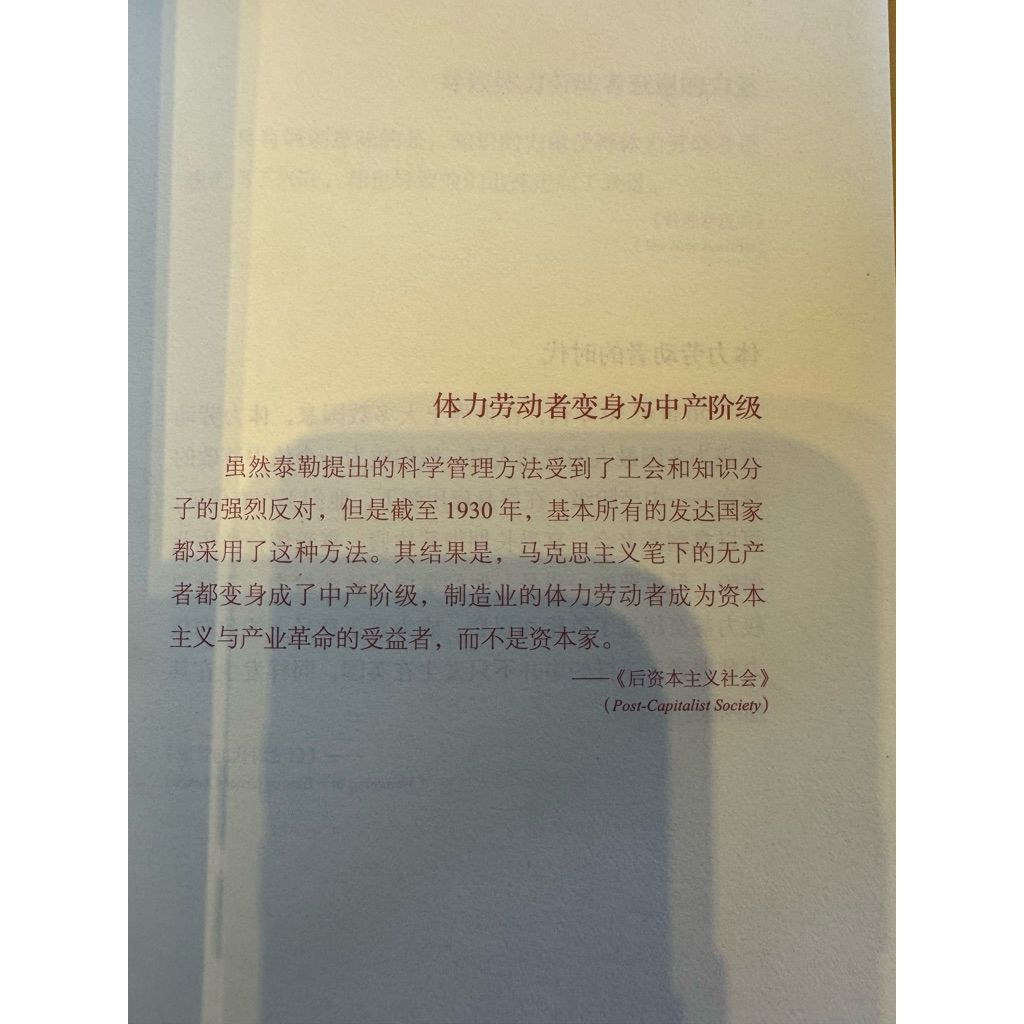 体力劳动者变身为中产阶级
虽然泰勒提出的科学管理方法受到了工会和知识分
子的强烈反对，但是截至 1930 年，基本所有的发达国家
都采用了这种方法。其结果是，马克思主义笔下的无产
者都变身成了中产阶级，制造业的体力劳动者成为资本
主义与产业革命的受益者，而不是资本家。
——《后资本主义社会》
（Post-Capitalist Society）